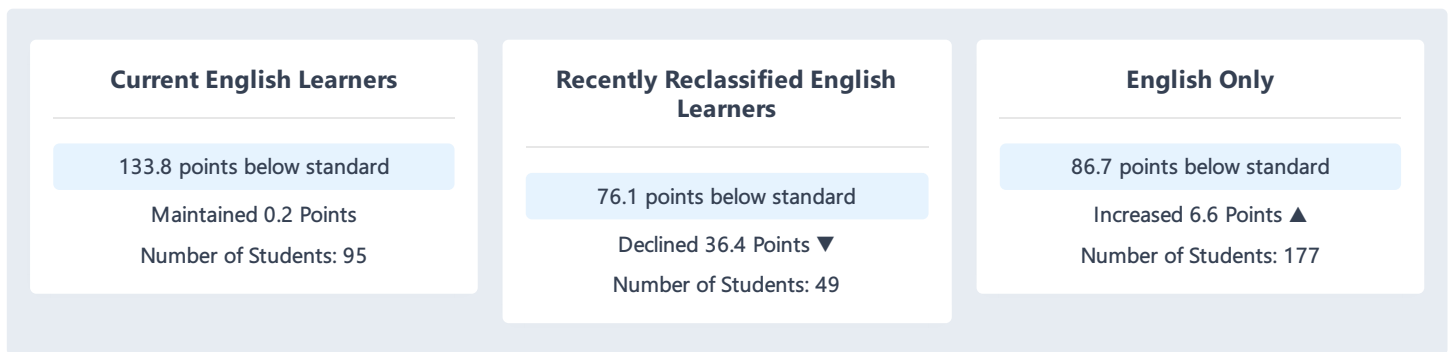 Current English Learners
133.8 points below standard
Maintained 0.2 Points
Number of Students: 95
Recently Reclassified English
Learners
76.1 points below standard
Declined 36.4 Points ▼
Number of Students: 49
English Only
86.7 points below standard
Increased 6.6 Points ▲
Number of Students: 177